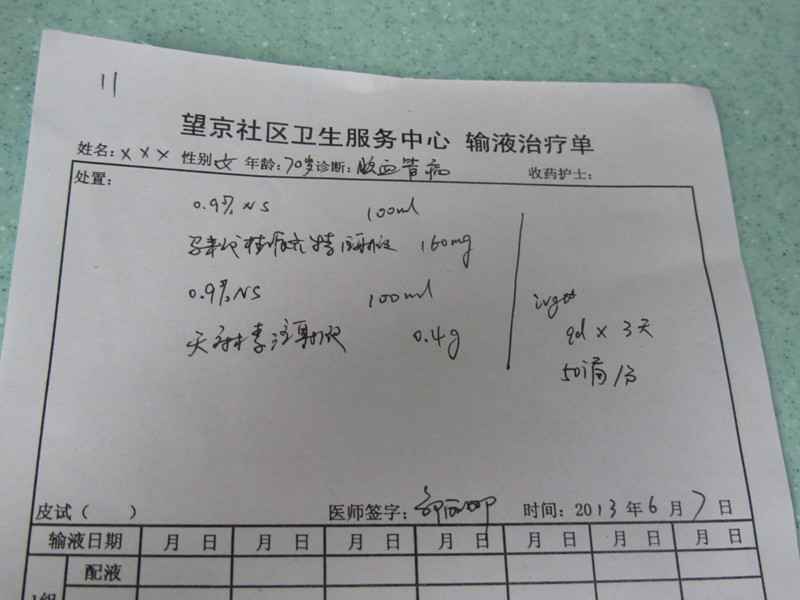 11
望京社区卫生服务中心 输液治疗单
姓名:XXX 性别女 年龄:70岁诊断:脑血管病 收药护士:
处置:
0.9% NS 100ml
马来酸桂哌齐特注射液 160mg
0.9% NS 100ml
天麻素注射液 0.4g
ivgtt
qd x 3天
50滴/分
皮试( ) 医师签字: 时间:2013年6月7日
输液日期 月 日 月 日 月 日 月 日 月 日 月 日 月 日
配液
1组